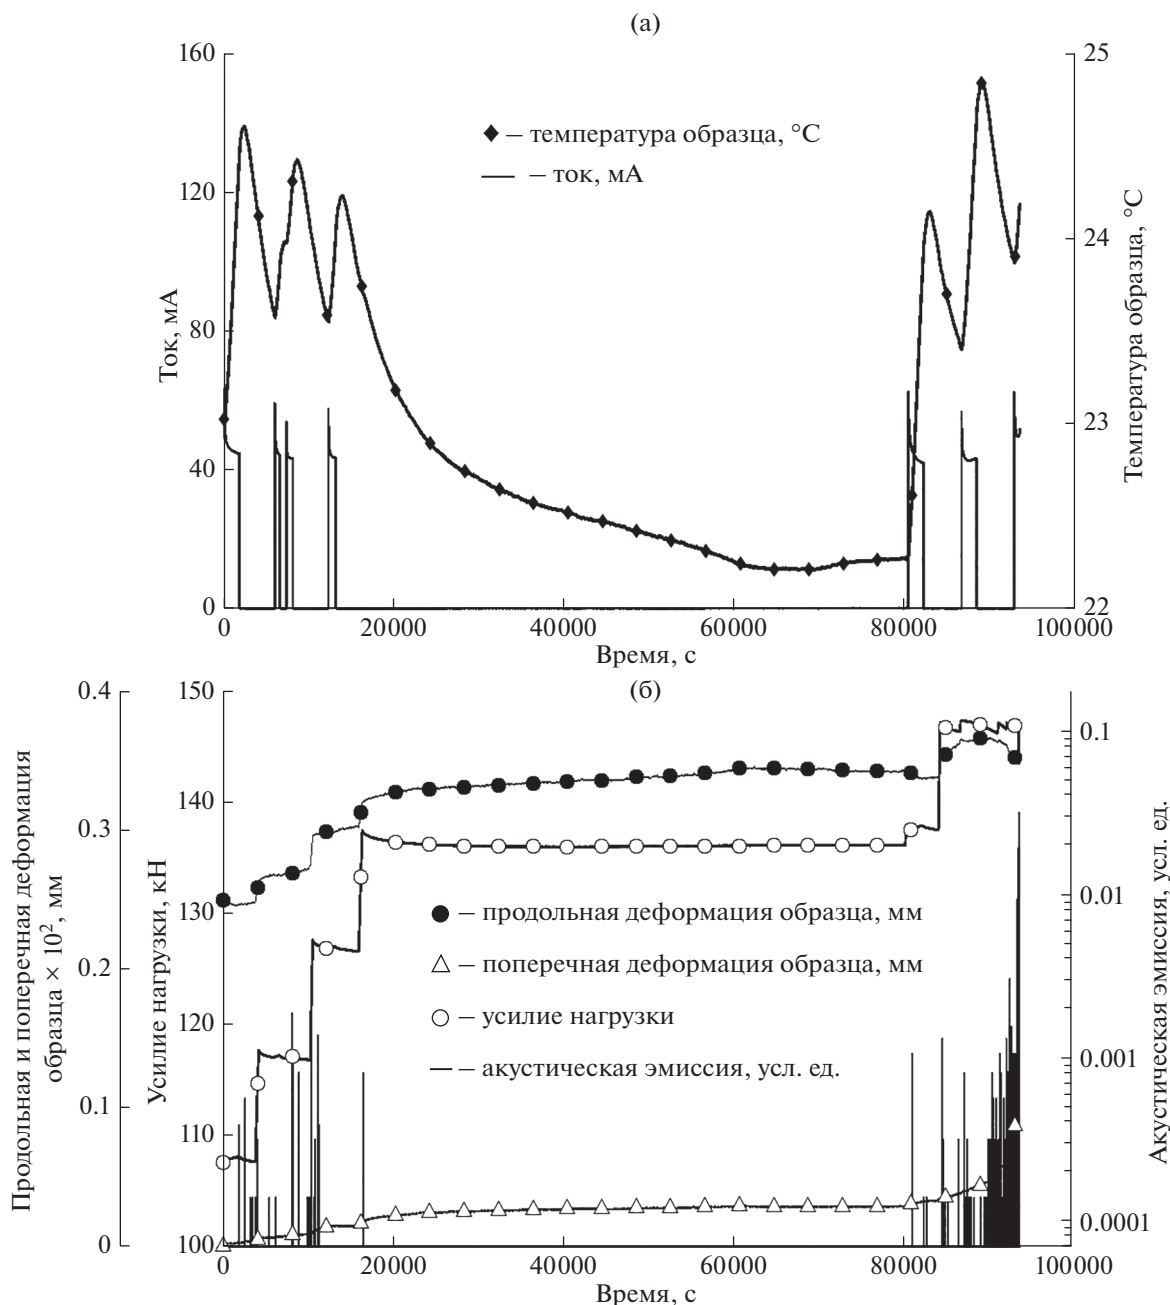 (а)
160
120
80
40
0
Ток, мА
25
24
23
22
Температура образца, °С
– температура образца, °С
– ток, мА
0
20000
40000
60000
80000
100000
Время, с
(б)
0.4
0.3
0.2
0.1
0
Продольная и поперечная деформация
образца × 10², мм
150
140
130
120
110
100
Усилие нагрузки, кН
0.1
0.01
0.001
0.0001
Акустическая эмиссия, усл. ед.
– продольная деформация образца, мм
– поперечная деформация образца, мм
– усилие нагрузки
– акустическая эмиссия, усл. ед.
0
20000
40000
60000
80000
100000
Время, с